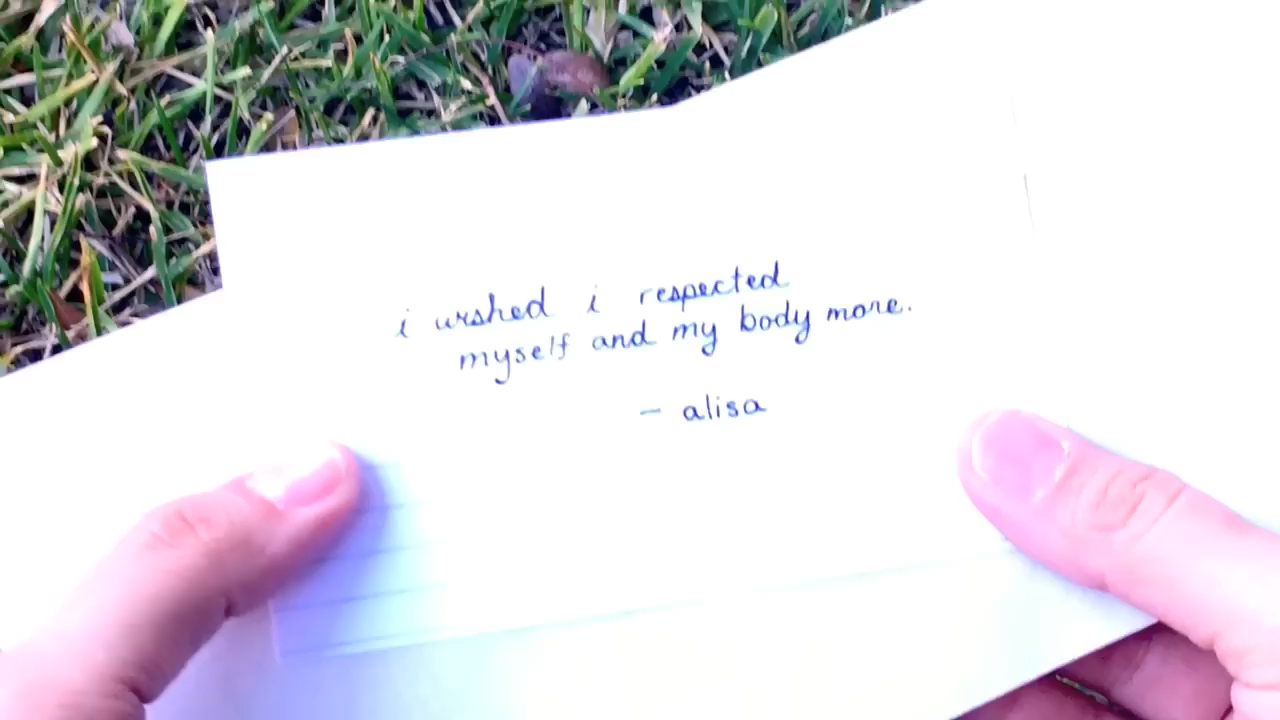 i wished i respected
myself and my body more.
- alisa